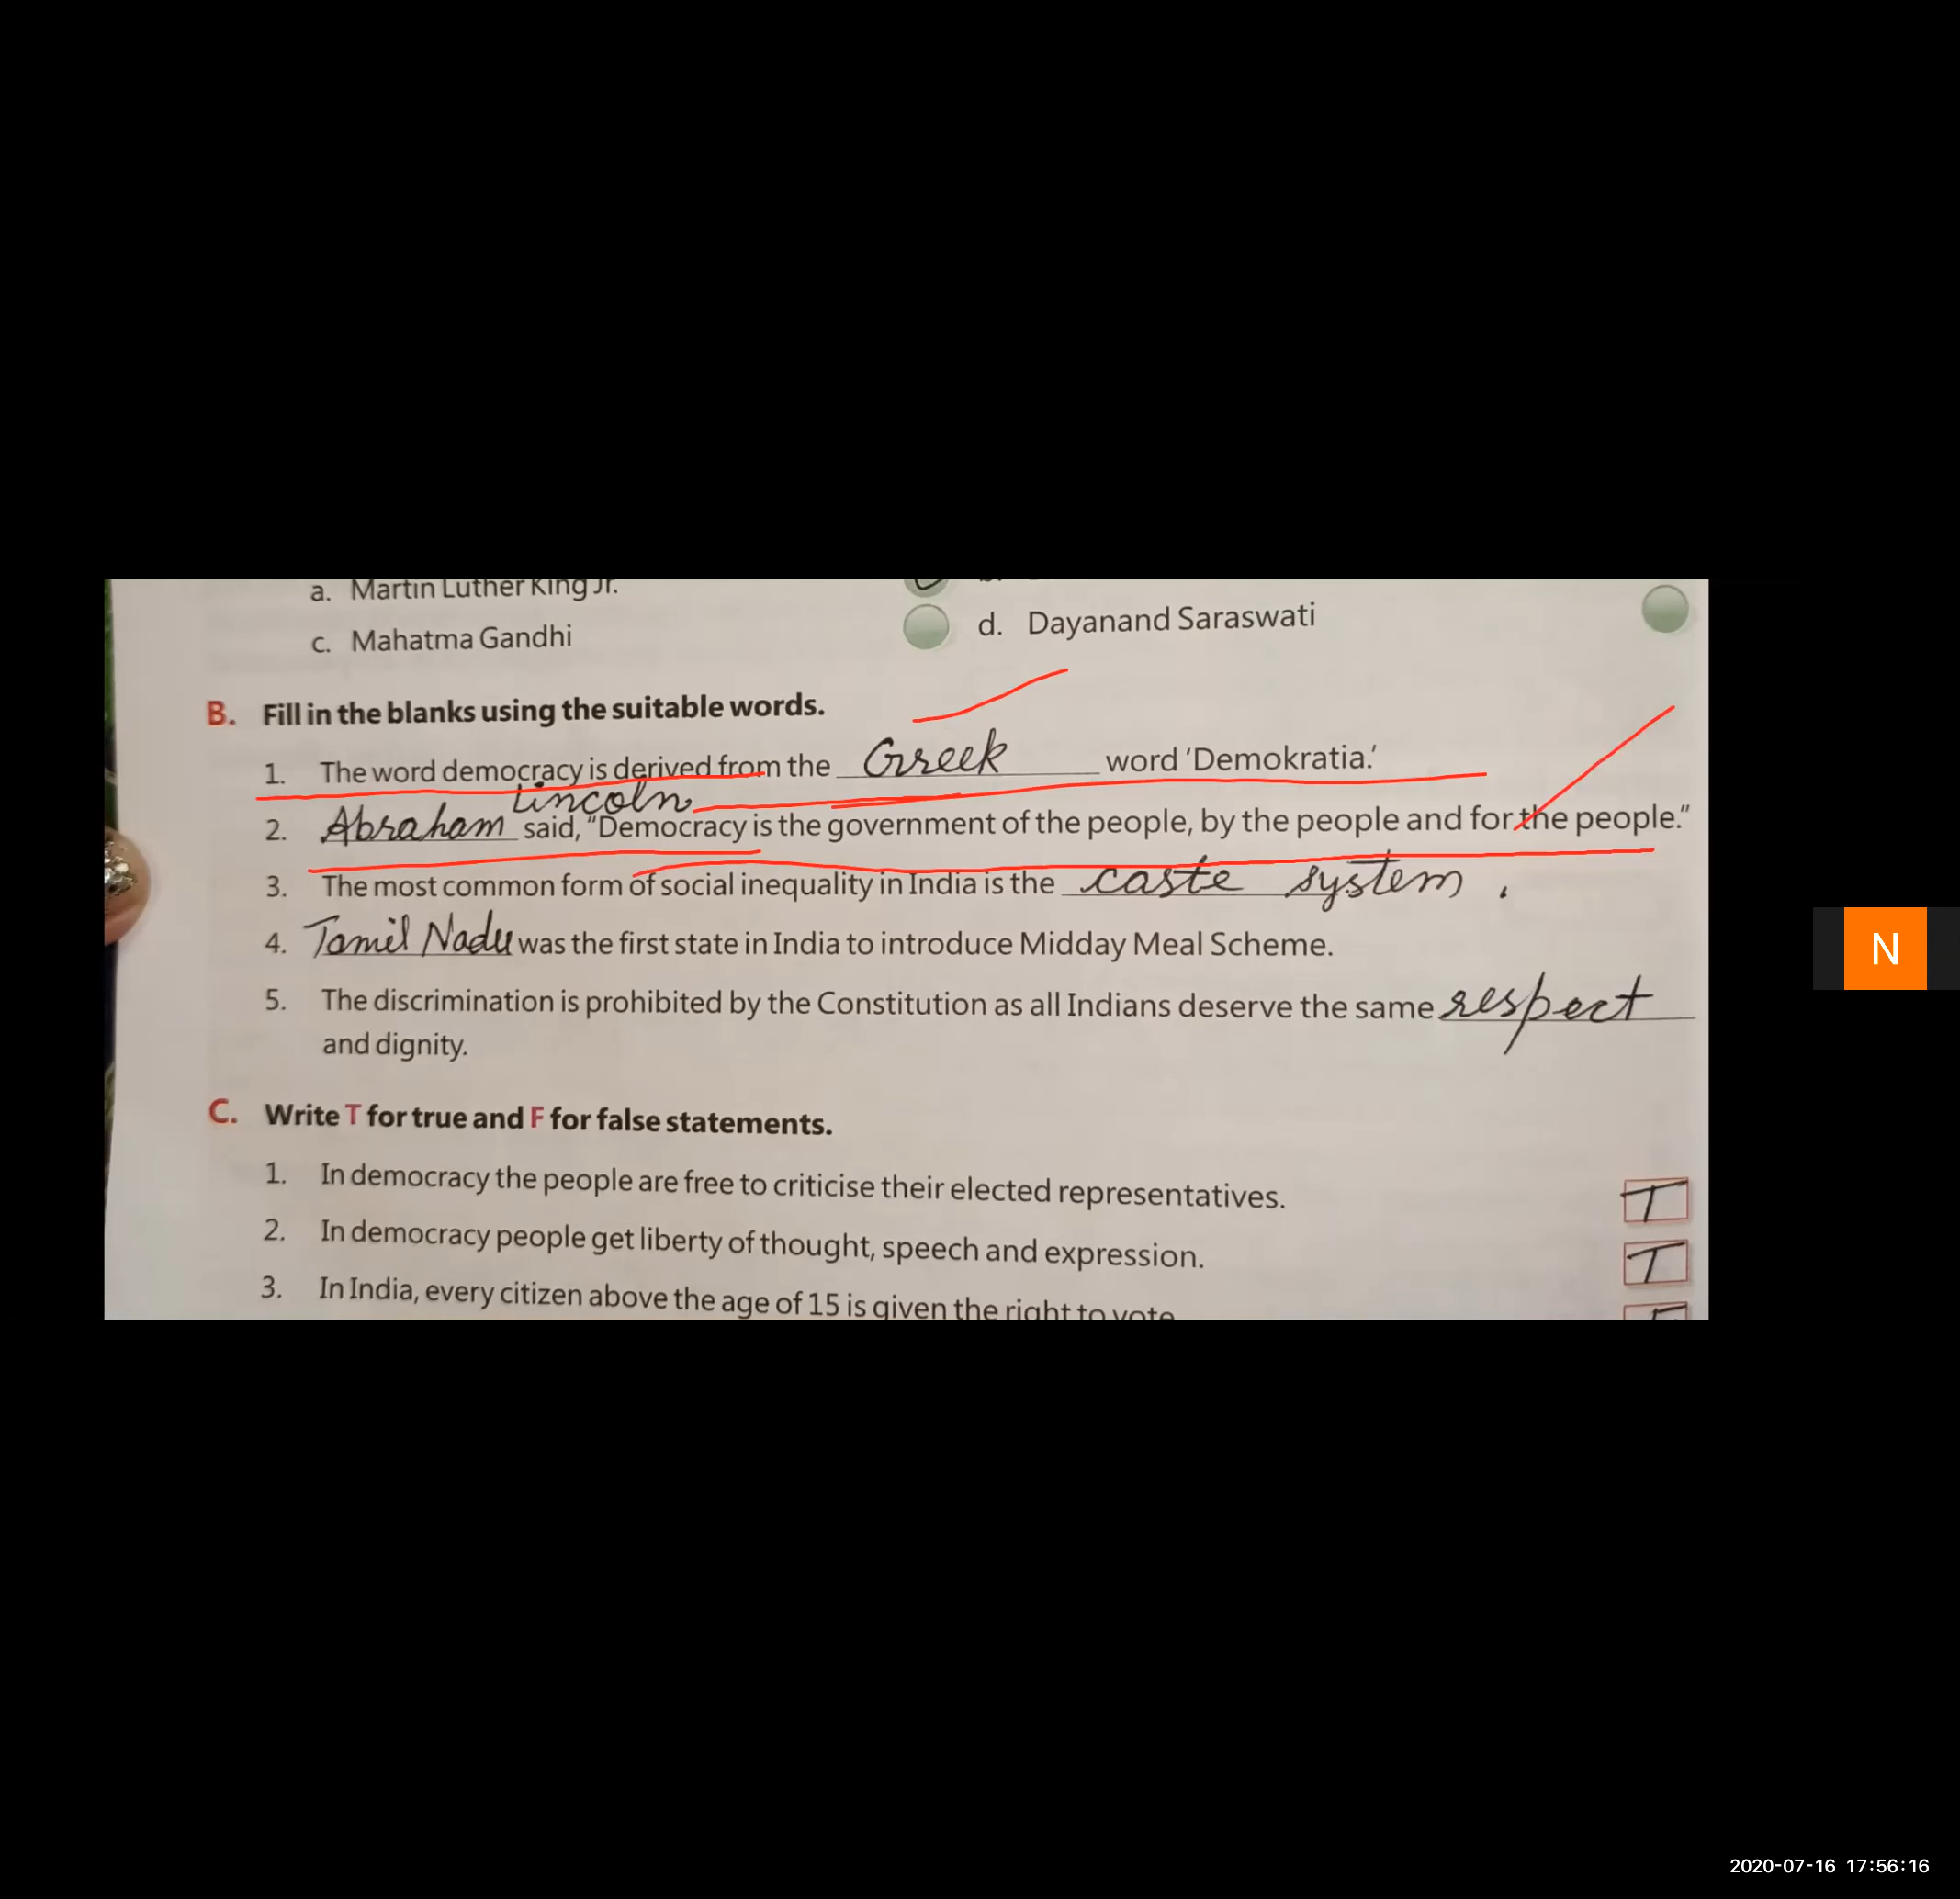 a. Martin Luther King Jr.
c. Mahatma Gandhi
d. Dayanand Saraswati
B. Fill in the blanks using the suitable words.
1. The word democracy is derived from the Greek word ‘Demokratia.’
Lincoln
2. Abraham said, “Democracy is the government of the people, by the people and for the people.”
3. The most common form of social inequality in India is the caste system .
4. Tamil Nadu was the first state in India to introduce Midday Meal Scheme.
5. The discrimination is prohibited by the Constitution as all Indians deserve the same respect
and dignity.
C. Write T for true and F for false statements.
1. In democracy the people are free to criticise their elected representatives. T
2. In democracy people get liberty of thought, speech and expression. T
3. In India, every citizen above the age of 15 is given the right to vote
N
2020-07-16 17:56:16